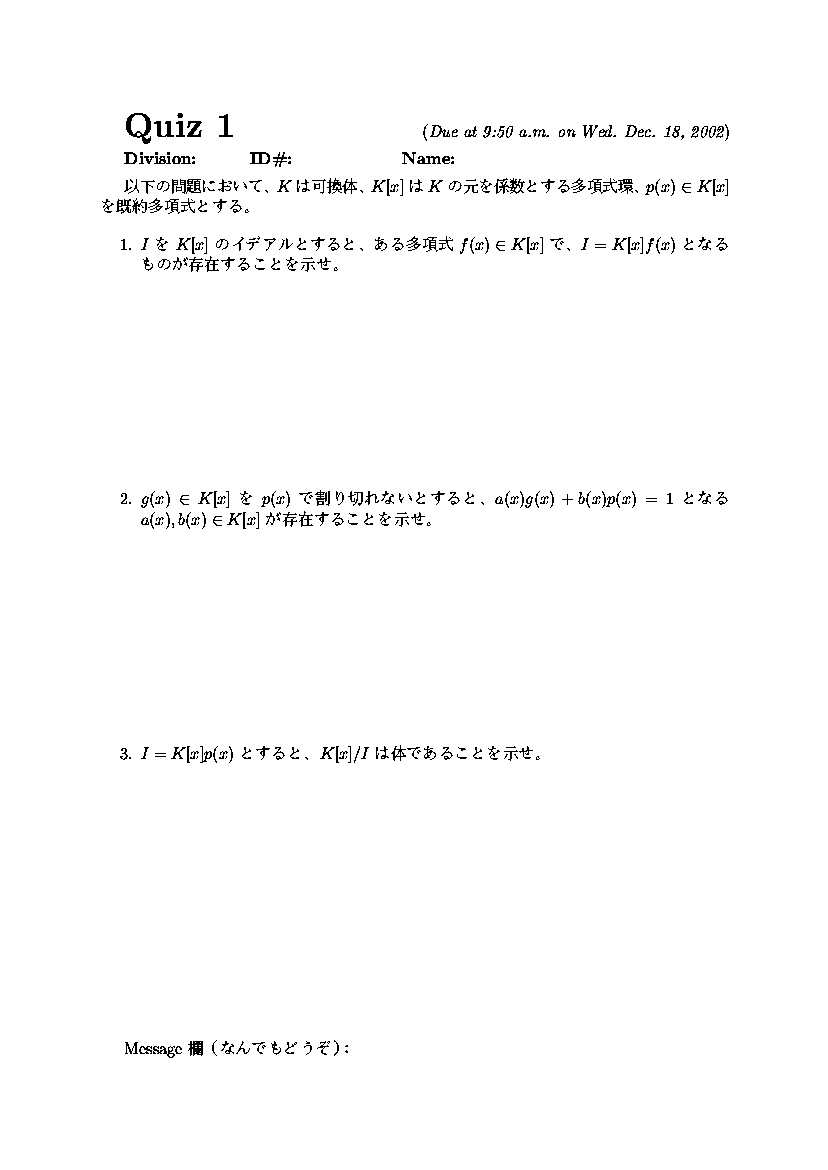 Quiz 1 (Due at 9:50 a.m. on Wed. Dec. 18, 2002)
Division: ID#: Name:
以下の問題において、K は可換体、K[x] は K の元を係数とする多項式環、p(x) ∈ K[x]
を既約多項式とする。
1. I を K[x] のイデアルとすると、ある多項式 f(x) ∈ K[x] で、I = K[x]f(x) となる
ものが存在することを示せ。
2. g(x) ∈ K[x] を p(x) で割り切れないとすると、a(x)g(x) + b(x)p(x) = 1 となる
a(x), b(x) ∈ K[x] が存在することを示せ。
3. I = K[x]p(x) とすると、K[x]/I は体であることを示せ。
Message 欄（なんでもどうぞ）: